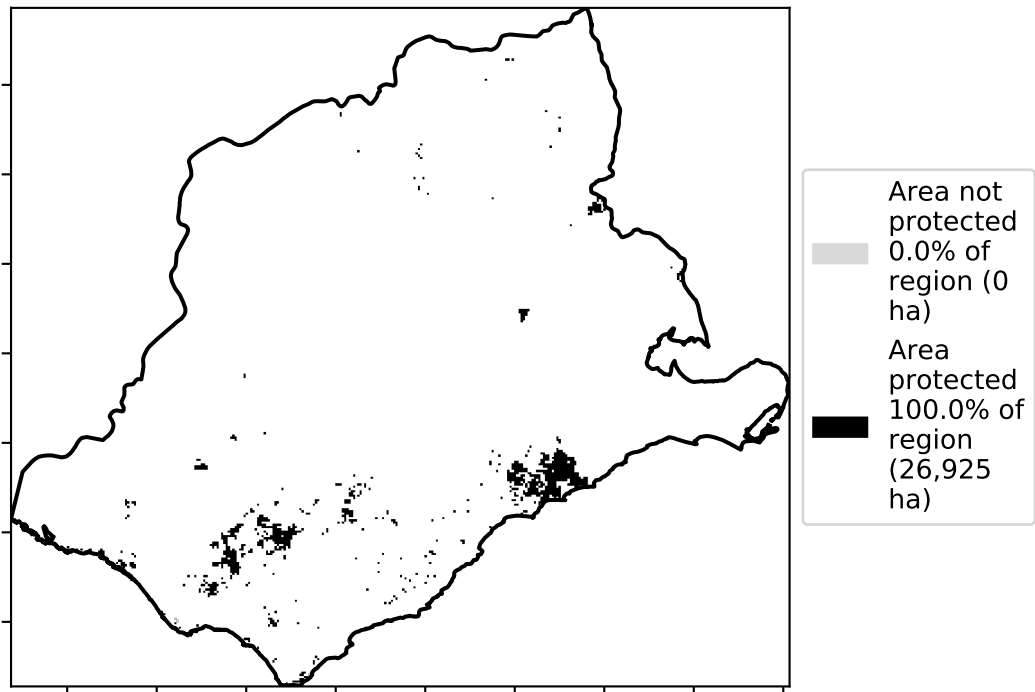 Area not
protected
0.0% of
region (0
ha)
Area
protected
100.0% of
region
(26,925
ha)